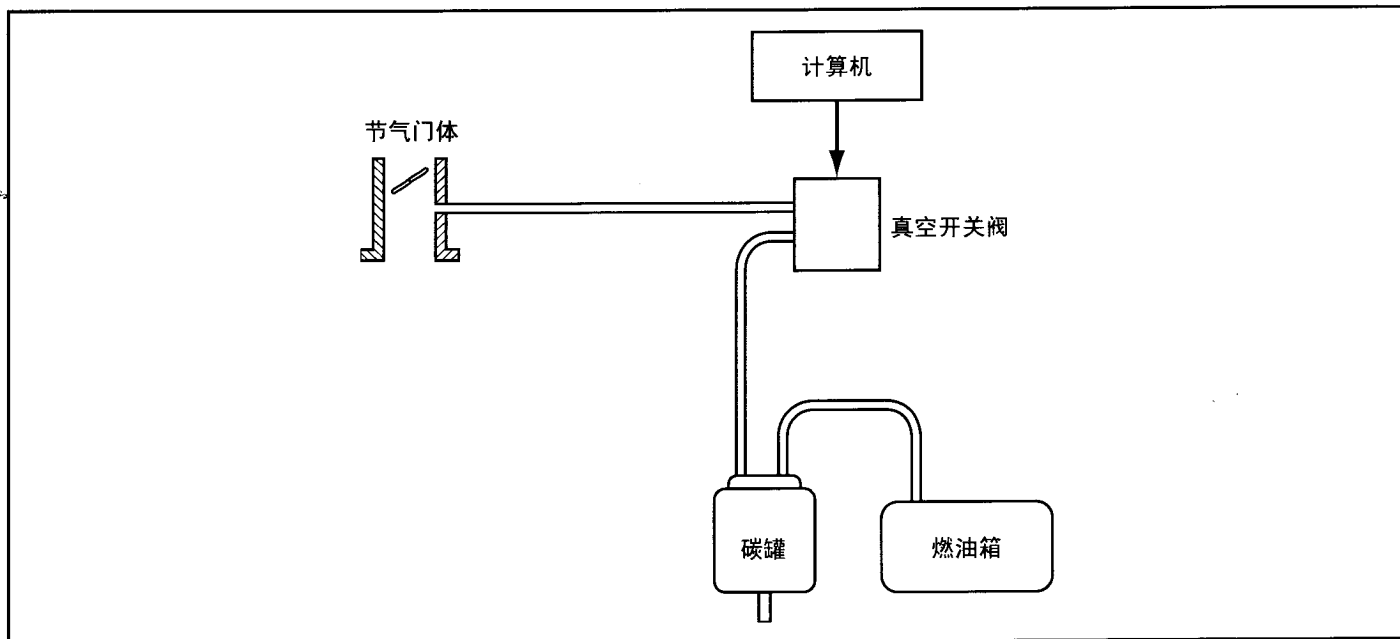 计算机
节气门体
真空开关阀
碳罐
燃油箱